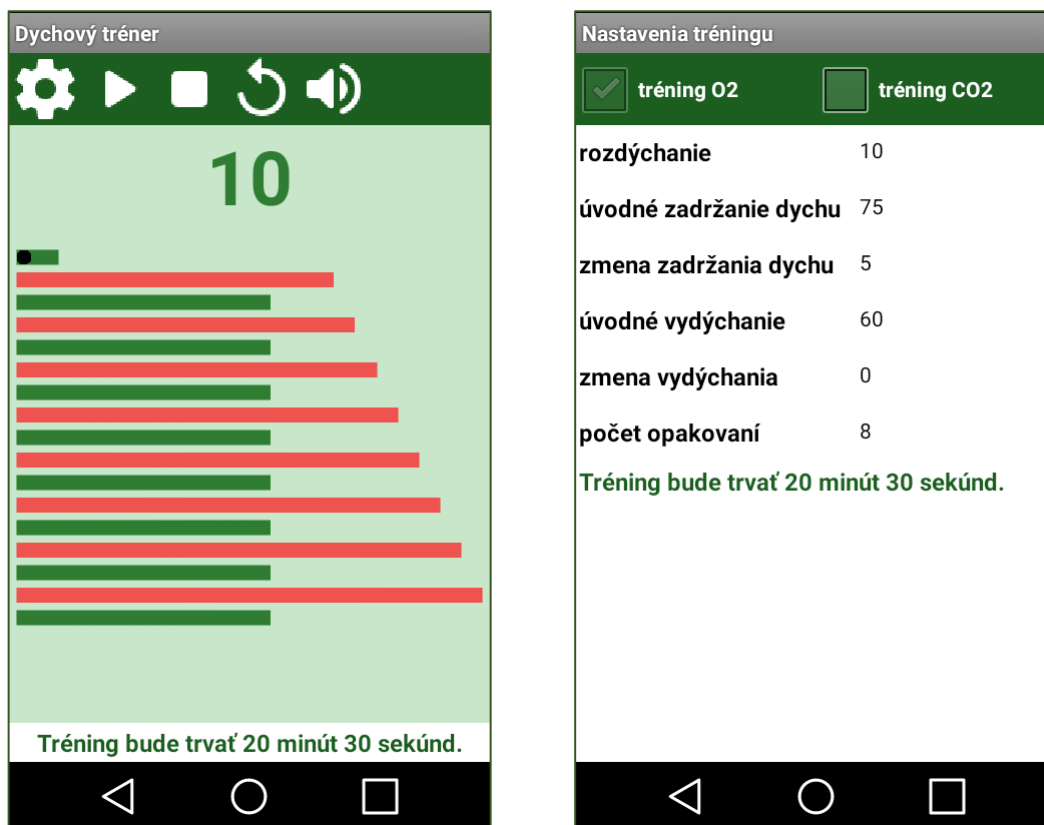 Dychový tréner
10
Tréning bude trvať 20 minút 30 sekúnd.
Nastavenia tréningu
tréning O2 tréning CO2
rozdýchanie 10
úvodné zadržanie dychu 75
zmena zadržania dychu 5
úvodné vydýchanie 60
zmena vydýchania 0
počet opakovaní 8
Tréning bude trvať 20 minút 30 sekúnd.